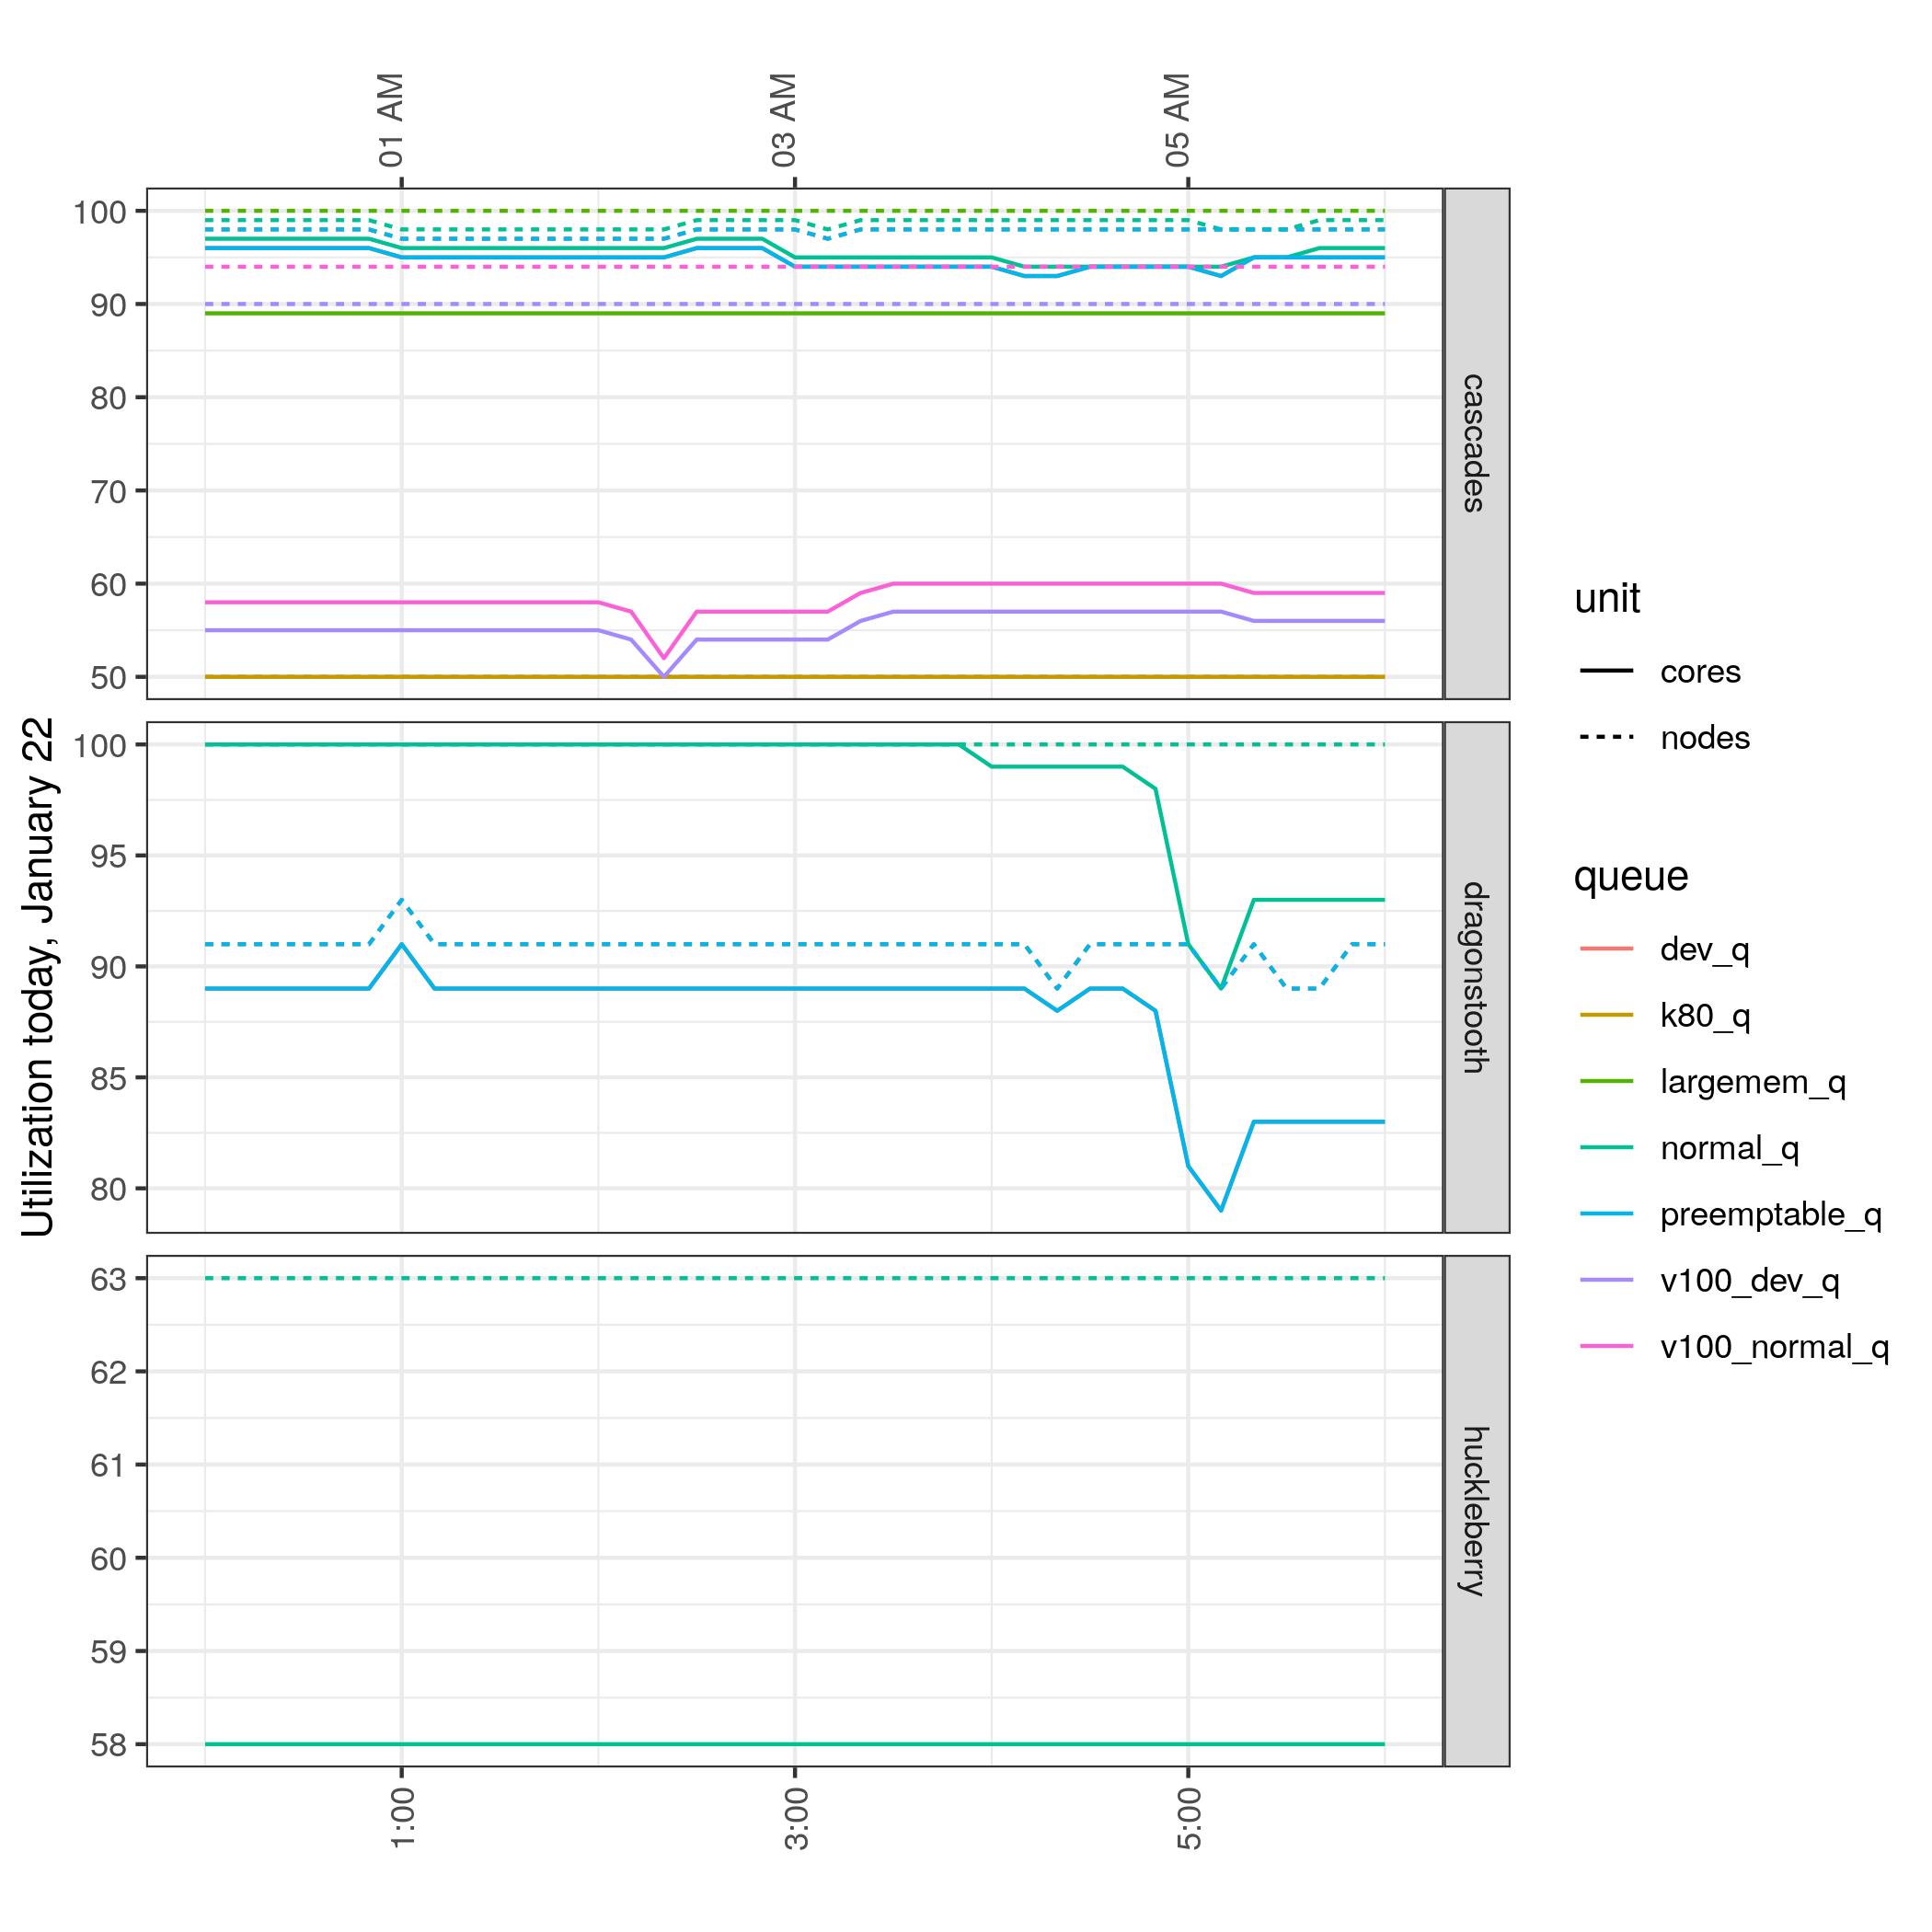 01 AM
03 AM
05 AM
Utilization today, January 22
100
90
80
70
60
50
cascades
100
95
90
85
80
dragonstooth
63
62
61
60
59
58
huckleberry
1:00
3:00
5:00
unit
cores
nodes
queue
dev_q
k80_q
largemem_q
normal_q
preemptable_q
v100_dev_q
v100_normal_q